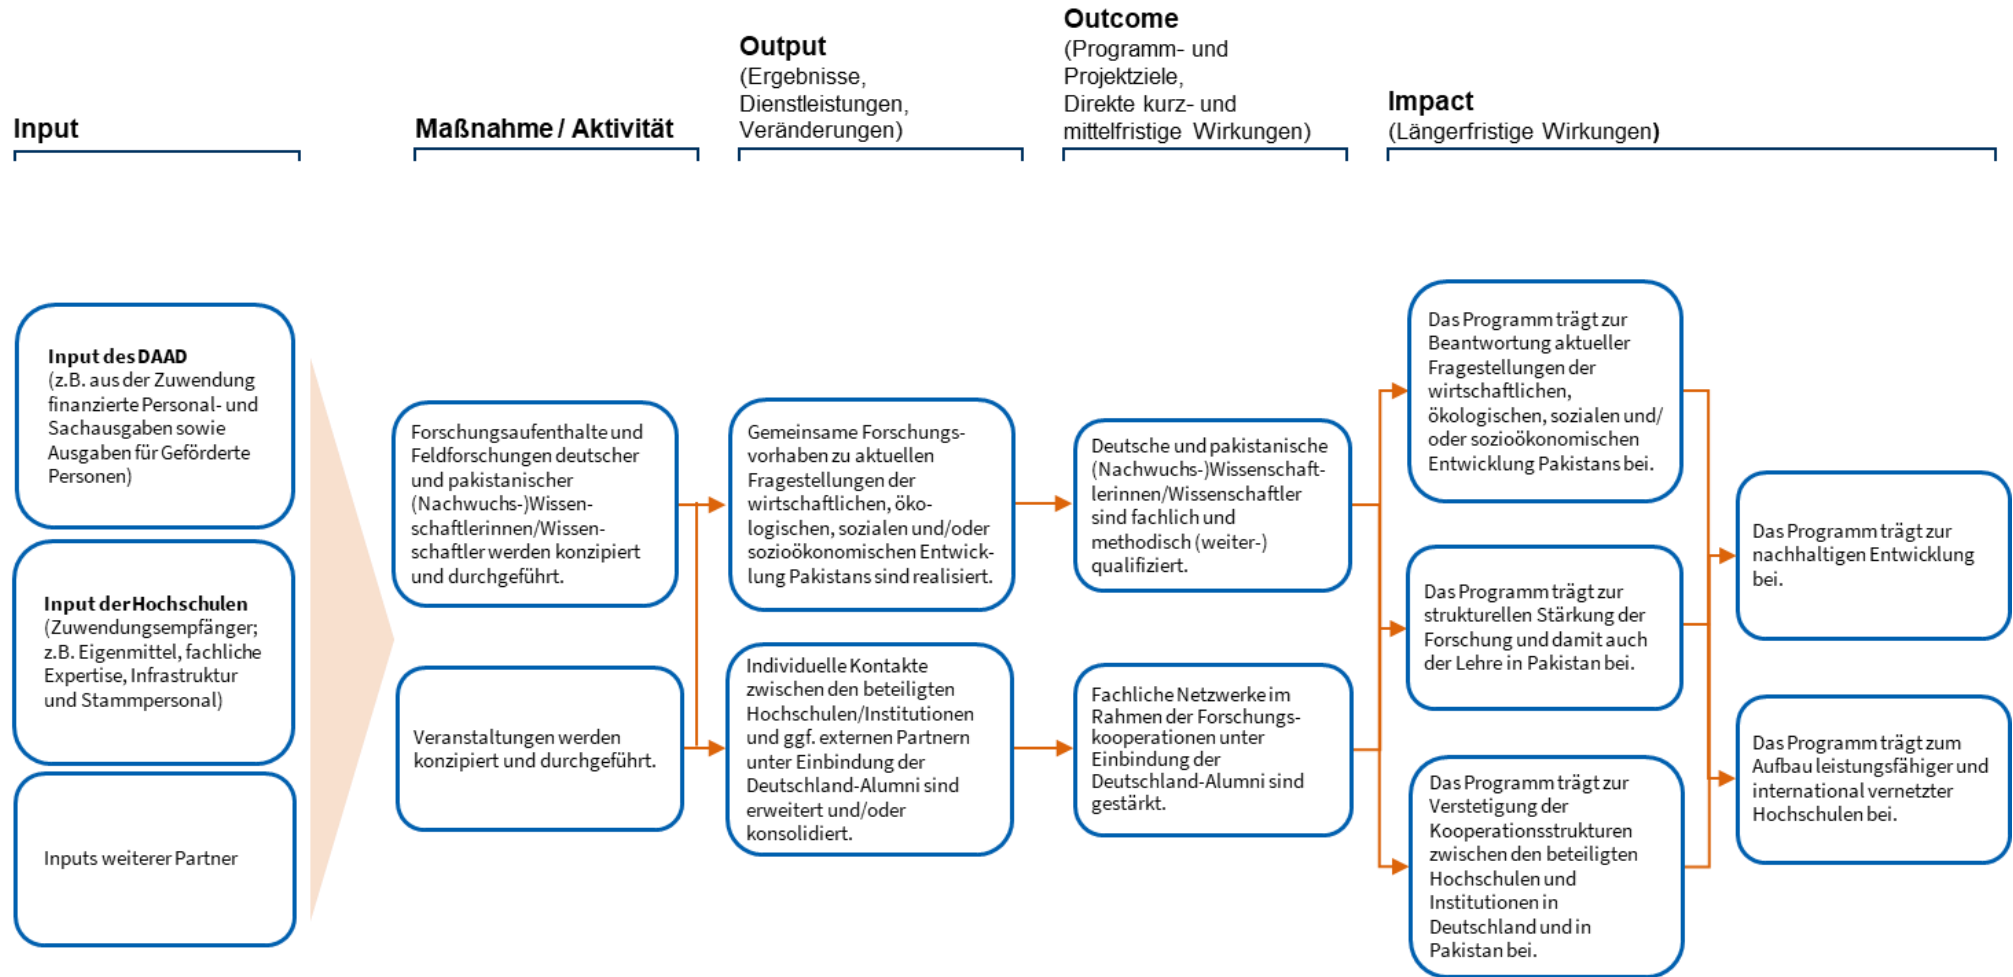 Input
Maßnahme / Aktivität
Output
(Ergebnisse,
Dienstleistungen,
Veränderungen)
Outcome
(Programm- und
Projektziele,
Direkte kurz- und
mittelfristige Wirkungen)
Impact
(Längerfristige Wirkungen)
Input des DAAD
(z.B. aus der Zuwendung
finanzierte Personal- und
Sachausgaben sowie
Ausgaben für Geförderte
Personen)
Input der Hochschulen
(Zuwendungsempfänger;
z.B. Eigenmittel, fachliche
Expertise, Infrastruktur
und Stammpersonal)
Inputs weiterer Partner
Forschungsaufenthalte und
Feldforschungen deutscher
und pakistanischer
(Nachwuchs-)Wissen-
schaftlerinnen/Wissen-
schaftler werden konzipiert
und durchgeführt.
Veranstaltungen werden
konzipiert und durchgeführt.
Gemeinsame Forschungs-
vorhaben zu aktuellen
Fragestellungen der
wirtschaftlichen, öko-
logischen, sozialen und/oder
sozioökonomischen Entwick-
lung Pakistans sind realisiert.
Individuelle Kontakte
zwischen den beteiligten
Hochschulen/Institutionen
und ggf. externen Partnern
unter Einbindung der
Deutschland-Alumni sind
erweitert und/oder
konsolidiert.
Deutsche und pakistanische
(Nachwuchs-)Wissenschaft-
lerinnen/Wissenschaftler
sind fachlich und
methodisch (weiter-)
qualifiziert.
Fachliche Netzwerke im
Rahmen der Forschungs-
kooperationen unter
Einbindung der
Deutschland-Alumni sind
gestärkt.
Das Programm trägt zur
Beantwortung aktueller
Fragestellungen der
wirtschaftlichen,
ökologischen, sozialen und/
oder sozioökonomischen
Entwicklung Pakistans bei.
Das Programm trägt zur
strukturellen Stärkung der
Forschung und damit auch
der Lehre in Pakistan bei.
Das Programm trägt zur
Verstetigung der
Kooperationsstrukturen
zwischen den beteiligten
Hochschulen und
Institutionen in
Deutschland und in
Pakistan bei.
Das Programm trägt zur
nachhaltigen Entwicklung
bei.
Das Programm trägt zum
Aufbau leistungsfähiger und
international vernetzter
Hochschulen bei.